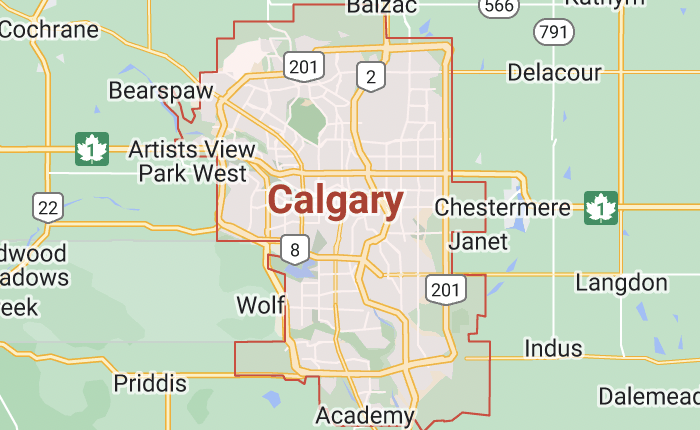 Balzac
566
Kathyrn
Cochrane
791
201
2
Delacour
Bearspaw
1
Artists View
Park West
22
Calgary
Chestermere
1
Janet
8
dwood
adows
eek
201
Langdon
Wolf
Indus
Priddis
Dalemead
Academy